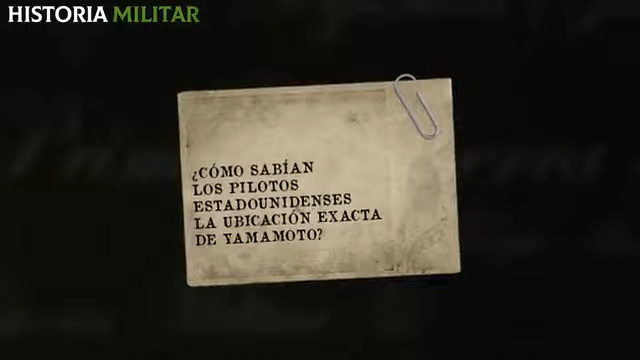 HISTORIA MILITAR
¿CÓMO SABÍAN
LOS PILOTOS
ESTADOUNIDENSES
LA UBICACIÓN EXACTA
DE YAMAMOTO?